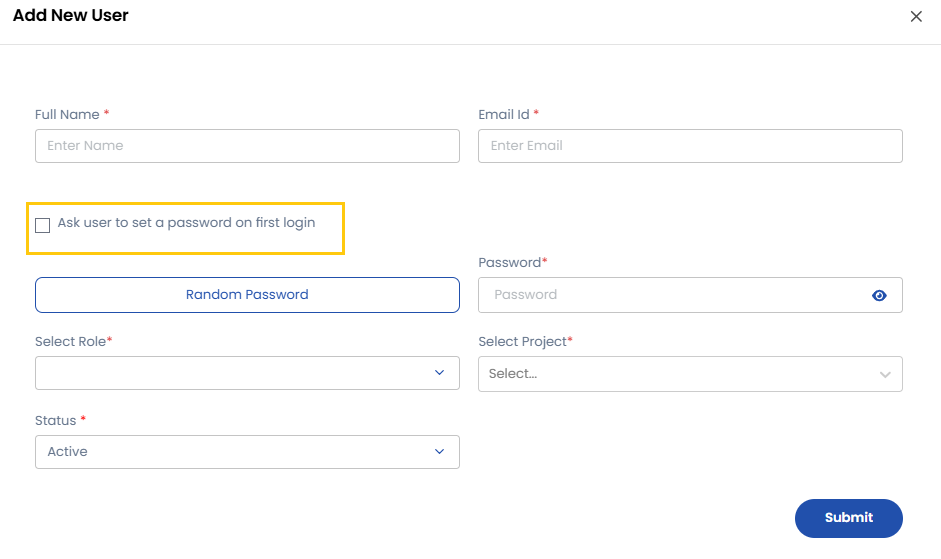 Add New User
Full Name *
Email Id *
Enter Name
Enter Email
Ask user to set a password on first login
Password*
Random Password
Password
Select Role*
Select Project*
Select...
Status *
Active
Submit